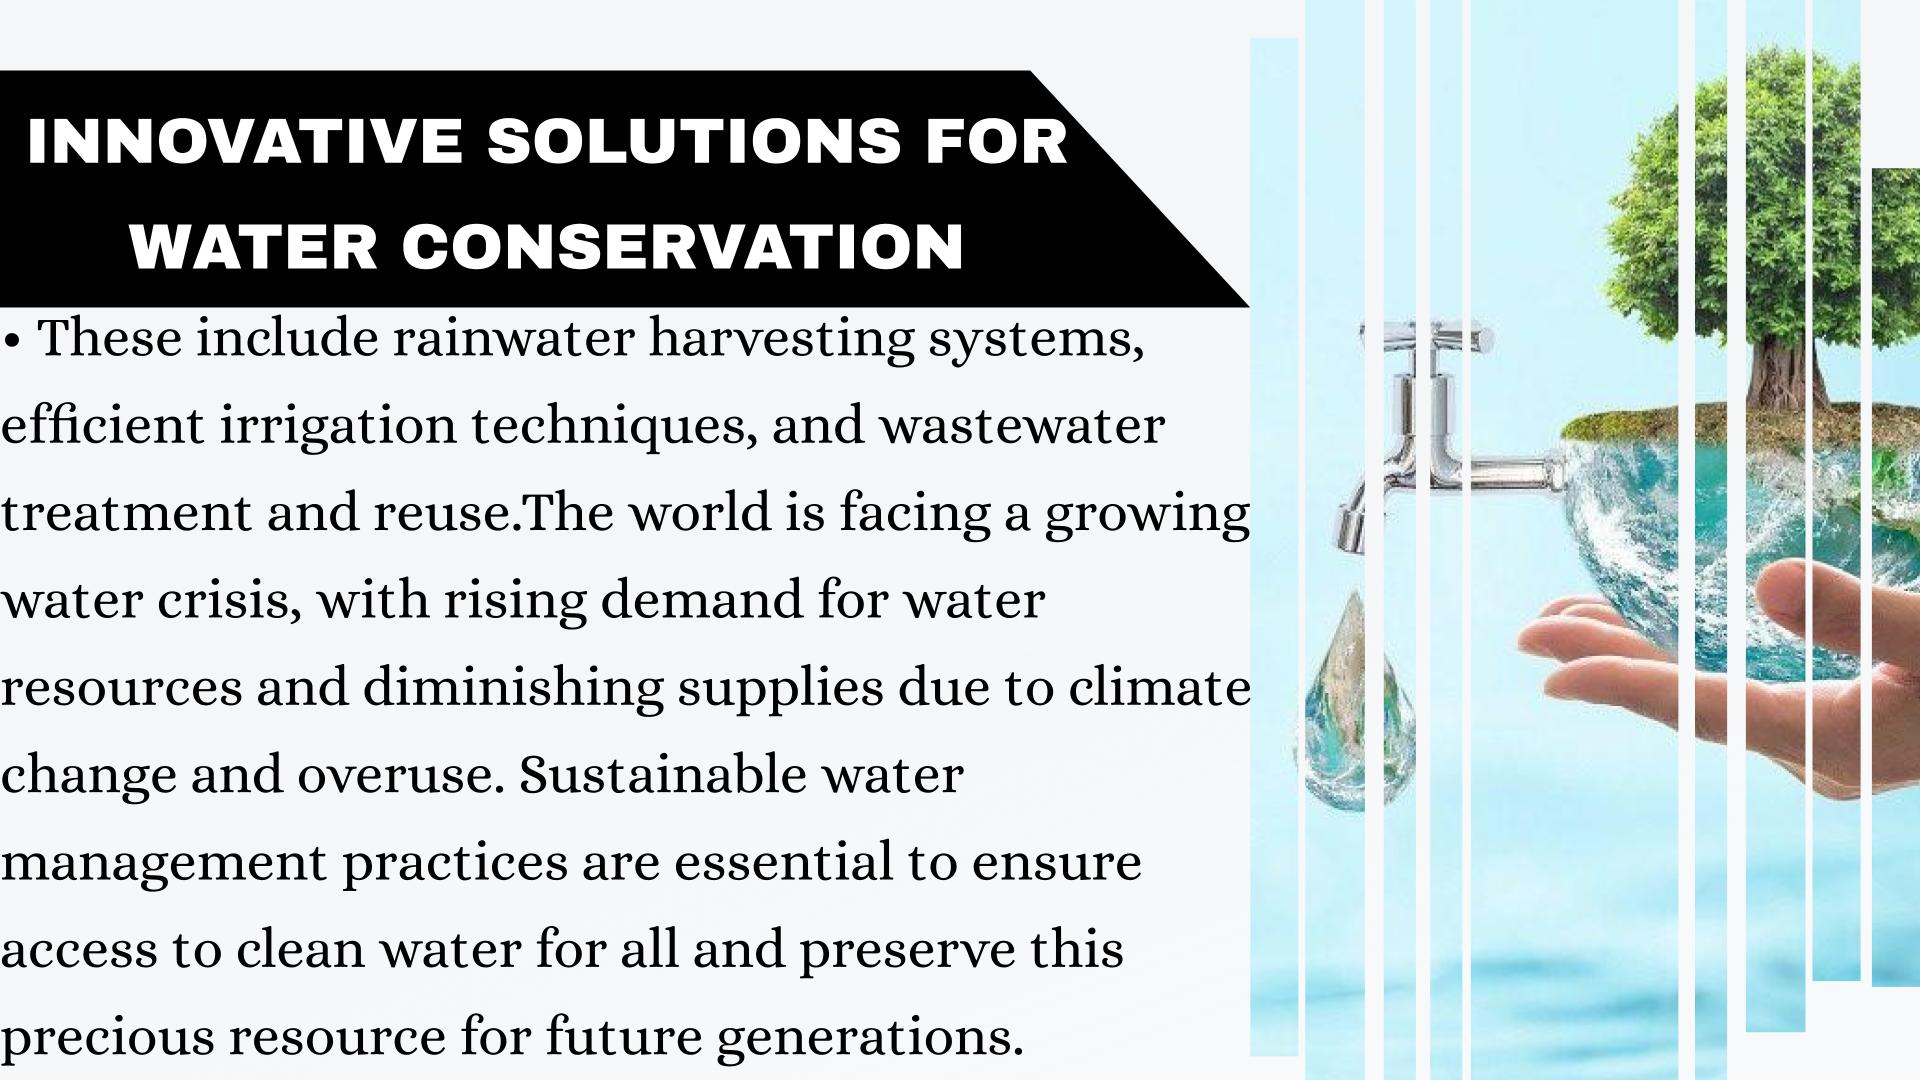 INNOVATIVE SOLUTIONS FOR
WATER CONSERVATION
• These include rainwater harvesting systems,
efficient irrigation techniques, and wastewater
treatment and reuse.The world is facing a growing
water crisis, with rising demand for water
resources and diminishing supplies due to climate
change and overuse. Sustainable water
management practices are essential to ensure
access to clean water for all and preserve this
precious resource for future generations.